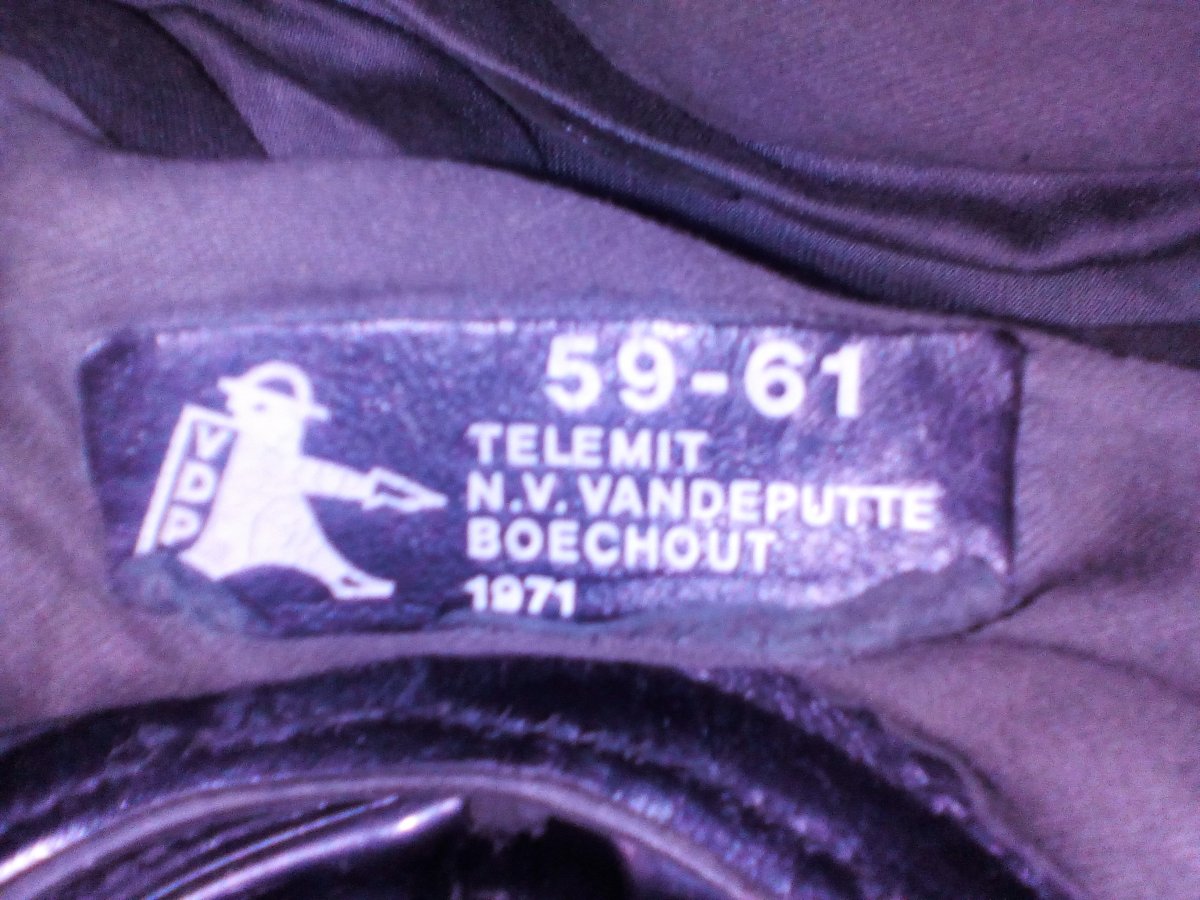 59-61
TELEMIT
N.V. VANDEPUTTE
BOECHOUT
1971
VDP